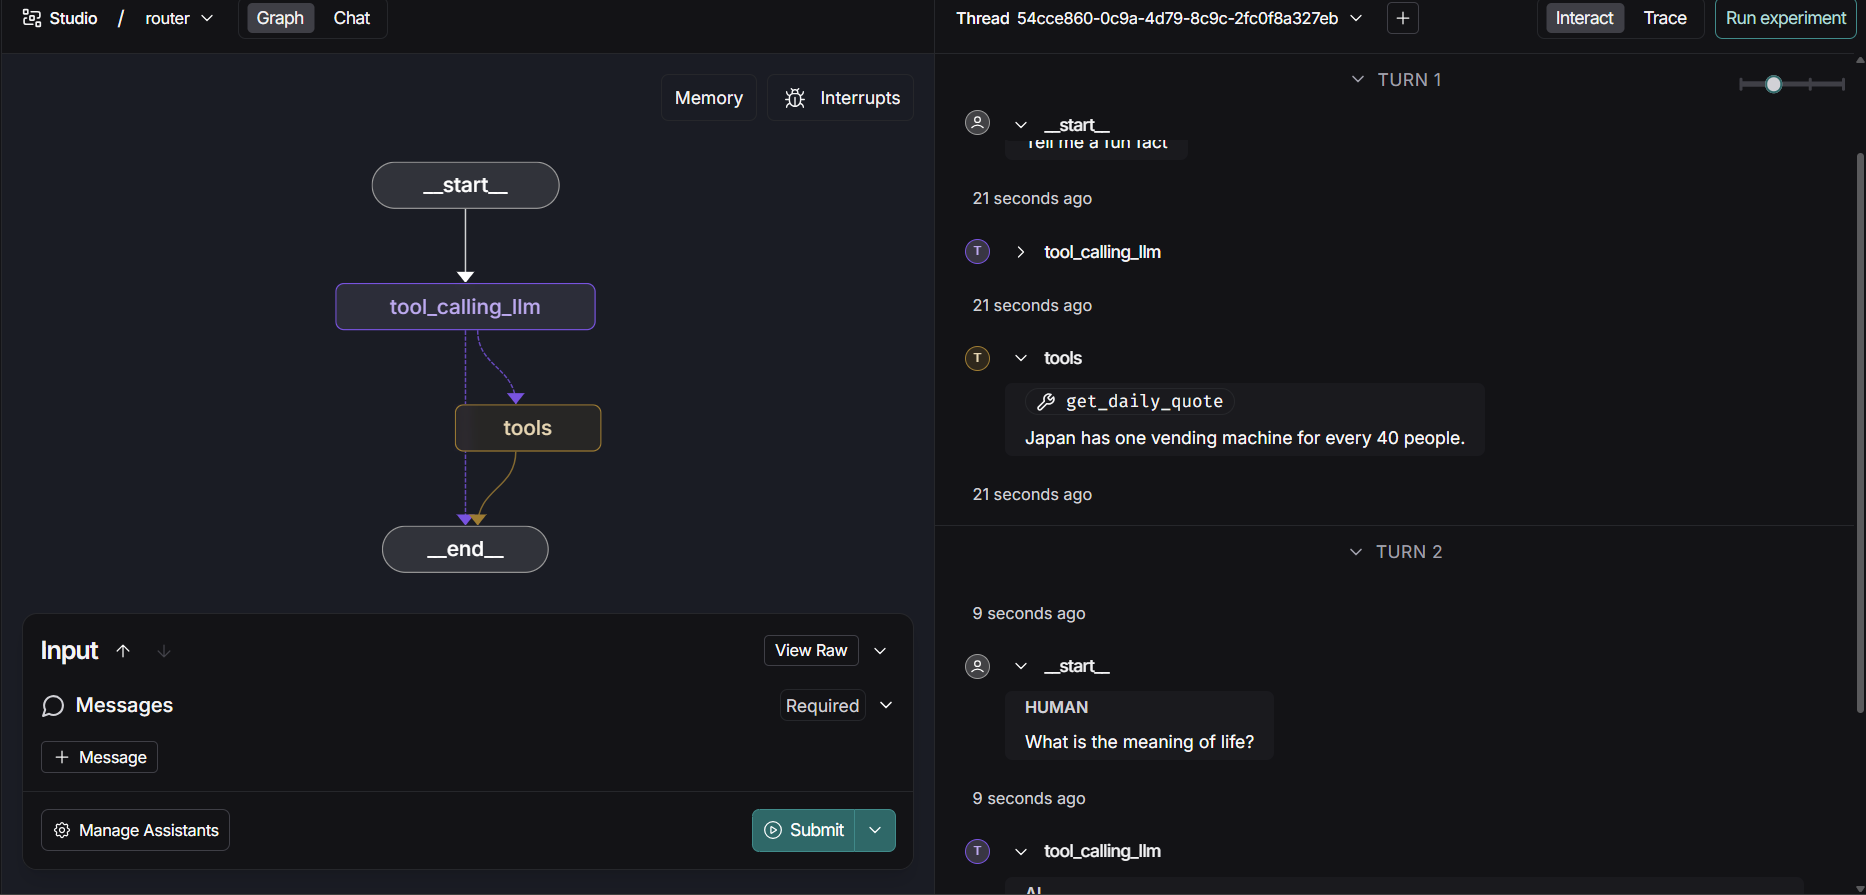 Studio / router
Graph Chat
Thread 54cce860-0c9a-4d79-8c9c-2fc0f8a327eb
Interact Trace
Run experiment
Memory
Interrupts
__start__
tool_calling_llm
tools
__end__
Input
View Raw
Messages
Required
+ Message
Manage Assistants
Submit
TURN 1
__start__
Tell me a fun fact
21 seconds ago
T tool_calling_llm
21 seconds ago
T tools
get_daily_quote
Japan has one vending machine for every 40 people.
21 seconds ago
TURN 2
9 seconds ago
__start__
HUMAN
What is the meaning of life?
9 seconds ago
T tool_calling_llm
AI